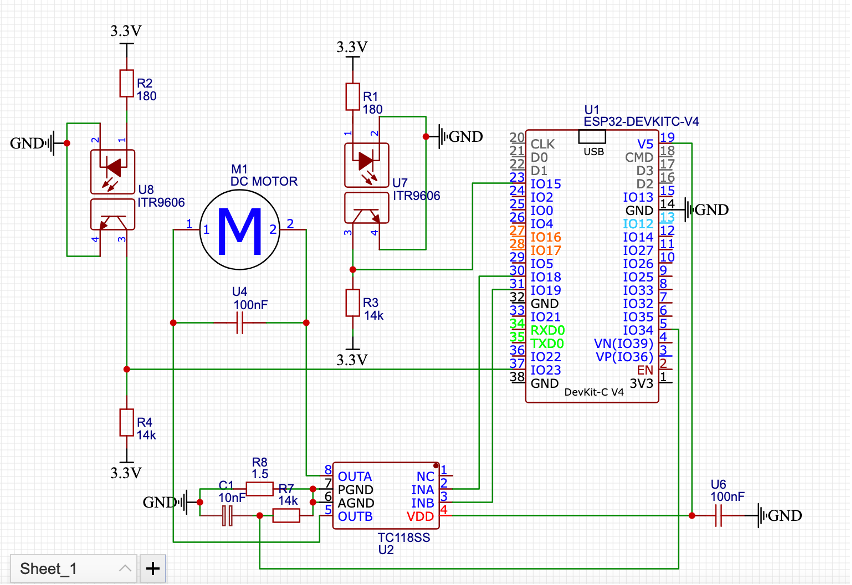 3.3V
R2
180
GND
2
1
U8
ITR9606
4
3
3.3V
R1
180
1
2
GND
U7
ITR9606
3
4
R3
14k
3.3V
M1
DC MOTOR
1
1
M
2
2
U4
100nF
U1
ESP32-DEVKITC-V4
USB
20 CLK
21 D0
22 D1
23 IO15
24 IO2
25 IO0
26 IO4
27 IO16
28 IO17
29 IO5
30 IO18
31 IO19
32 GND
33 IO21
34 RXD0
35 TXD0
36 IO22
37 IO23
38 GND
V5 19
CMD 18
D3 17
D2 16
IO13 15
GND 14
IO12 13
IO14 12
IO27 11
IO26 10
IO25 9
IO33 8
IO32 7
IO35 6
IO34 5
VN(IO39) 4
VP(IO36) 3
EN 2
3V3 1
DevKit-C V4
GND
R4
14k
3.3V
R8
1.5
C1
10nF
R7
14k
GND
8 OUTA
7 PGND
6 AGND
5 OUTB
NC 1
INA 2
INB 3
VDD 4
TC118SS
U2
U6
100nF
GND
Sheet_1
+